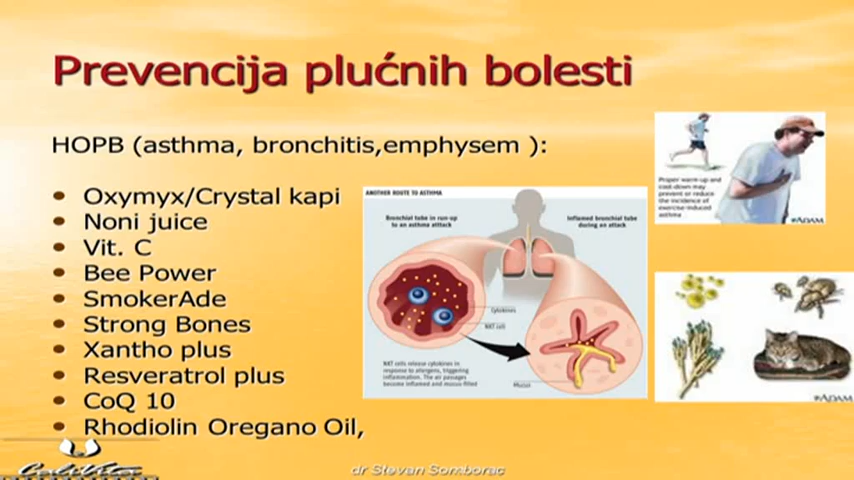 Prevencija plućnih bolesti
HOPB (asthma, bronchitis,emphysem ):
• Oxymyx/Crystal kapi
• Noni juice
• Vit. C
• Bee Power
• SmokerAde
• Strong Bones
• Xantho plus
• Resveratrol plus
• CoQ 10
• Rhodiolin Oregano Oil,
ANOTHER ROUTE TO ASTHMA
Bronchial tube in run-up
to an asthma attack
Inflamed bronchial tube
during an attack
Cytokines
NKT cell
NKT cells release cytokines in
response to allergens, triggering
inflammation. The air passages
become inflamed and mucus-filled
Mucus
Proper warm-up and
cool-down may
prevent or reduce
the incidence of
exercise-induced
asthma
ADAM
ADAM
CaliVita
dr Stevan Somborac